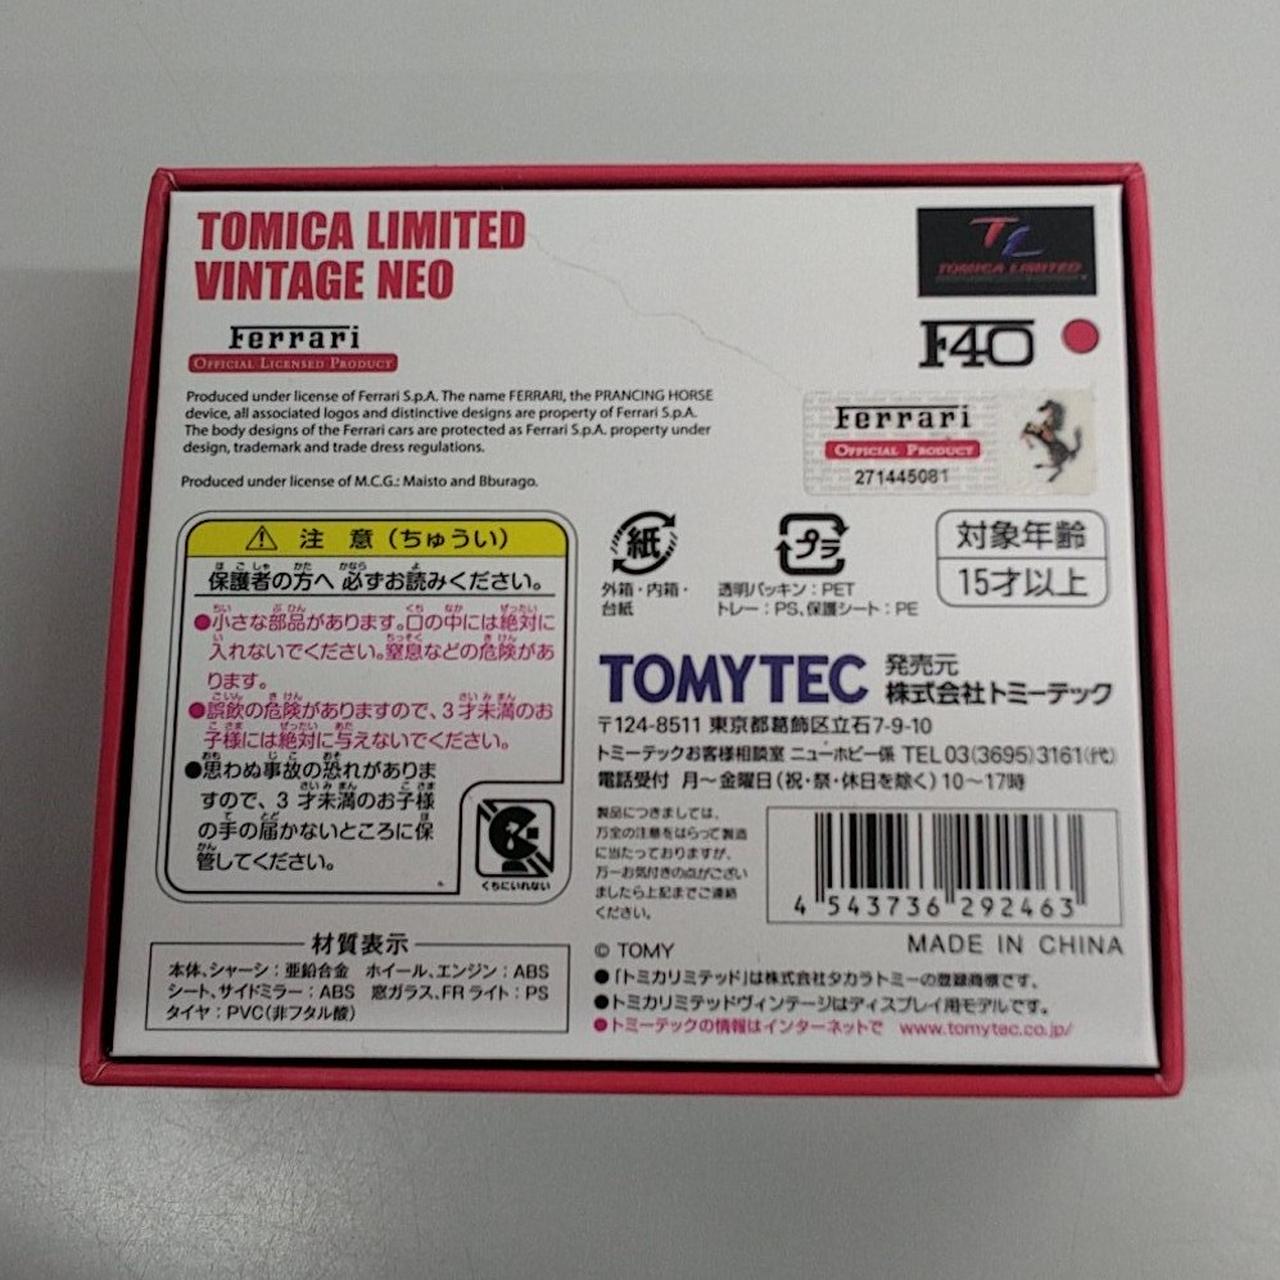 TOMICA LIMITED
VINTAGE NEO
Ferrari
OFFICIAL LICENSED PRODUCT
Produced under license of Ferrari S.p.A. The name FERRARI, the PRANCING HORSE
device, all associated logos and distinctive designs are property of Ferrari S.p.A.
The body designs of the Ferrari cars are protected as Ferrari S.p.A. property under
design, trademark and trade dress regulations.
Produced under license of M.C.G.: Maisto and Bburago.
TL
TOMICA LIMITED
F40
Ferrari
OFFICIAL PRODUCT
271445081
⚠ 注 意(ちゅうい)
保護者の方へ 必ずお読みください。
●小さな部品があります。口の中には絶対に
入れないでください。窒息などの危険があ
ります。
●誤飲の危険がありますので、3才未満のお
子様には絶対に与えないでください。
●思わぬ事故の恐れがありま
すので、3才未満のお子様
の手の届かないところに保
管してください。
くちにいれない
材質表示
本体、シャーシ:亜鉛合金 ホイール、エンジン:ABS
シート、サイドミラー:ABS 窓ガラス、FRライト:PS
タイヤ:PVC(非フタル酸)
紙
外箱・内箱・
台紙
プラ
透明パッキン:PET
トレー:PS、保護シート:PE
対象年齢
15才以上
TOMYTEC 発売元
株式会社トミーテック
〒124-8511 東京都葛飾区立石7-9-10
トミーテックお客様相談室 ニューホビー係 TEL 03(3695)3161(代)
電話受付 月〜金曜日(祝・祭・休日を除く)10〜17時
製品につきましては、
万全の注意をはらって製造
に当たっておりますが、
万一お気付きの点がござい
ましたら上記までご連絡
ください。
4 543736 292463
MADE IN CHINA
© TOMY
●「トミカリミテッド」は株式会社タカラトミーの登録商標です。
●トミカリミテッドヴィンテージはディスプレイ用モデルです。
●トミーテックの情報はインターネットで www.tomytec.co.jp/